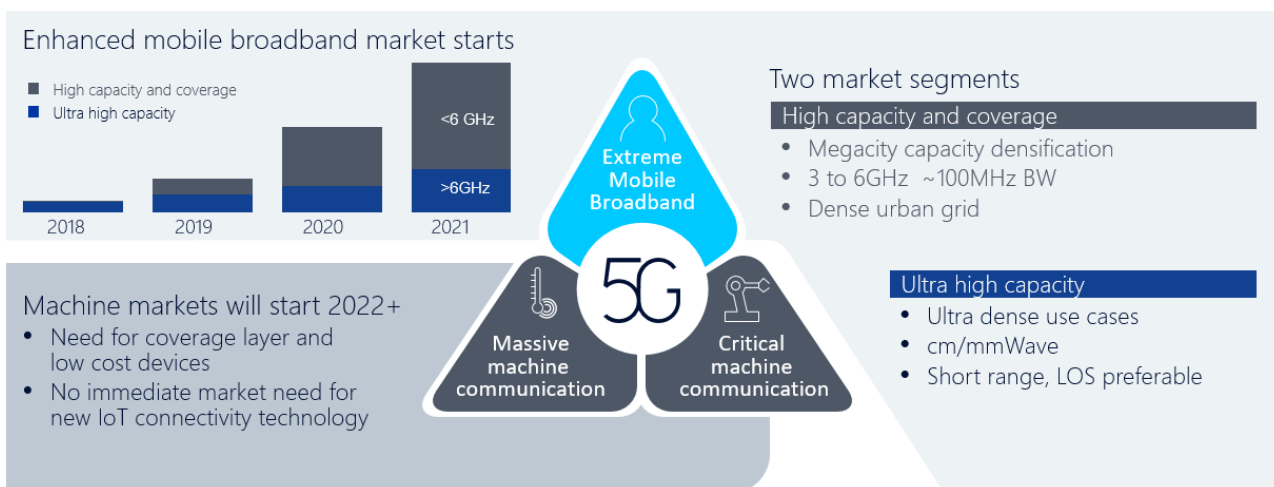 Enhanced mobile broadband market starts
High capacity and coverage
Ultra high capacity
<6 GHz
>6GHz
2018
2019
2020
2021
Machine markets will start 2022+
• Need for coverage layer and
low cost devices
• No immediate market need for
new IoT connectivity technology
Extreme
Mobile
Broadband
5G
Massive
machine
communication
Critical
machine
communication
Two market segments
High capacity and coverage
• Megacity capacity densification
• 3 to 6GHz ~100MHz BW
• Dense urban grid
Ultra high capacity
• Ultra dense use cases
• cm/mmWave
• Short range, LOS preferable